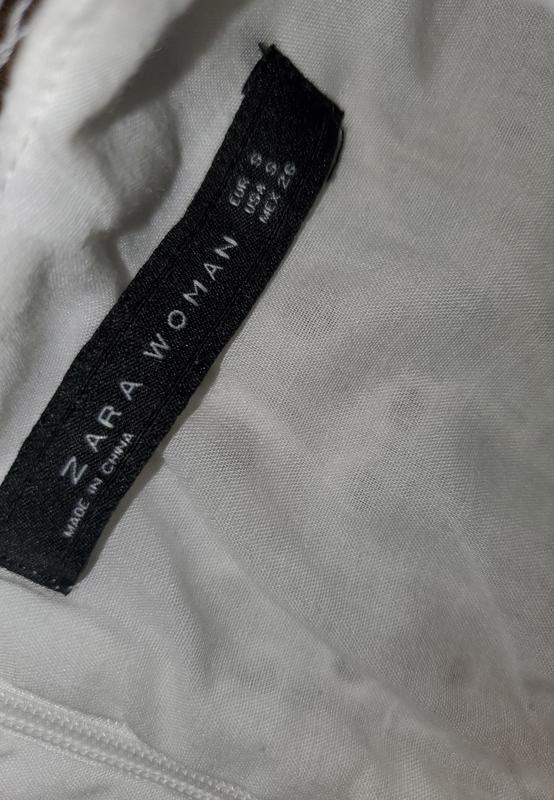 ZARA WOMAN
MADE IN CHINA
EUR S
USA S
MEX 26